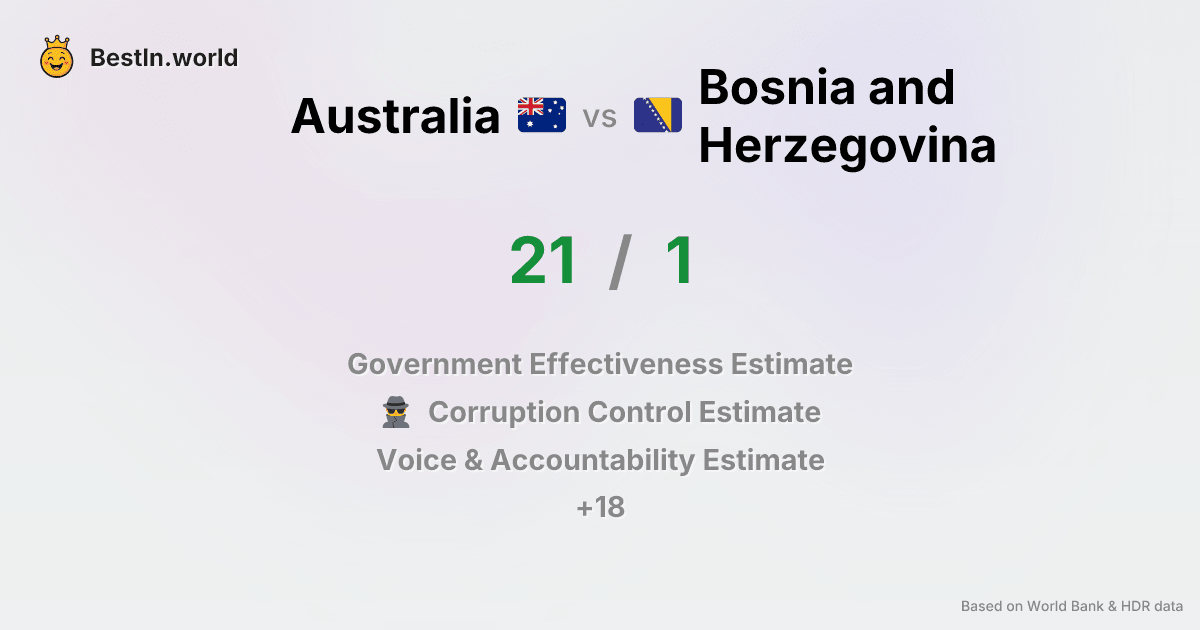 BestIn.world
Australia vs Bosnia and
Herzegovina
21 / 1
Government Effectiveness Estimate
Corruption Control Estimate
Voice & Accountability Estimate
+18
Based on World Bank & HDR data